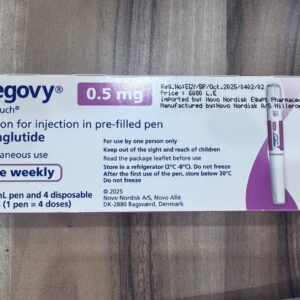 egovy® 0.5 mg
ouch®
Reg.No:EGY/BP/Oct.2025/0402/02
Price : 6000 L.E
Imported by: Novo Nordisk Egypt Pharmaceu
Manufactured by:Novo Nordisk A/S Hillerø
ion for injection in pre-filled pen
aglutide
taneous use
e weekly
mL pen and 4 disposable
s (1 pen = 4 doses)
For use by one person only
Keep out of the sight and reach of children
Read the package leaflet before use
Store in a refrigerator (2°C -8°C). Do not freeze
After the first use of the pen, store below 30°C
Do not freeze
© 2025
Novo Nordisk A/S, Novo Allé
DK-2880 Bagsværd, Denmark